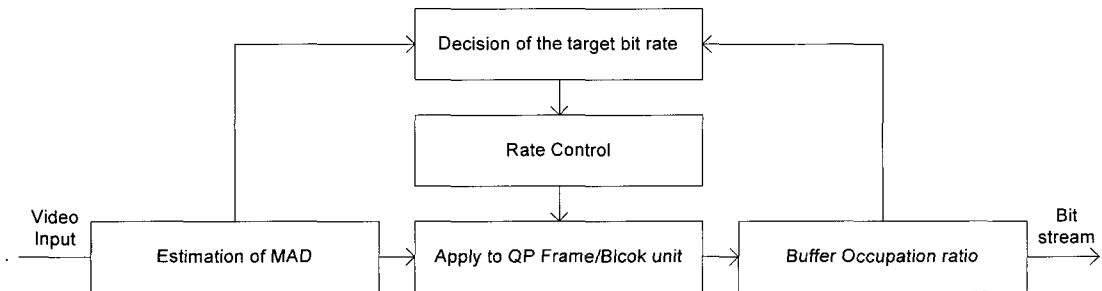 Decision of the target bit rate
Rate Control
Video
Input
Estimation of MAD
Apply to QP Frame/Blcok unit
Buffer Occupation ratio
Bit
stream